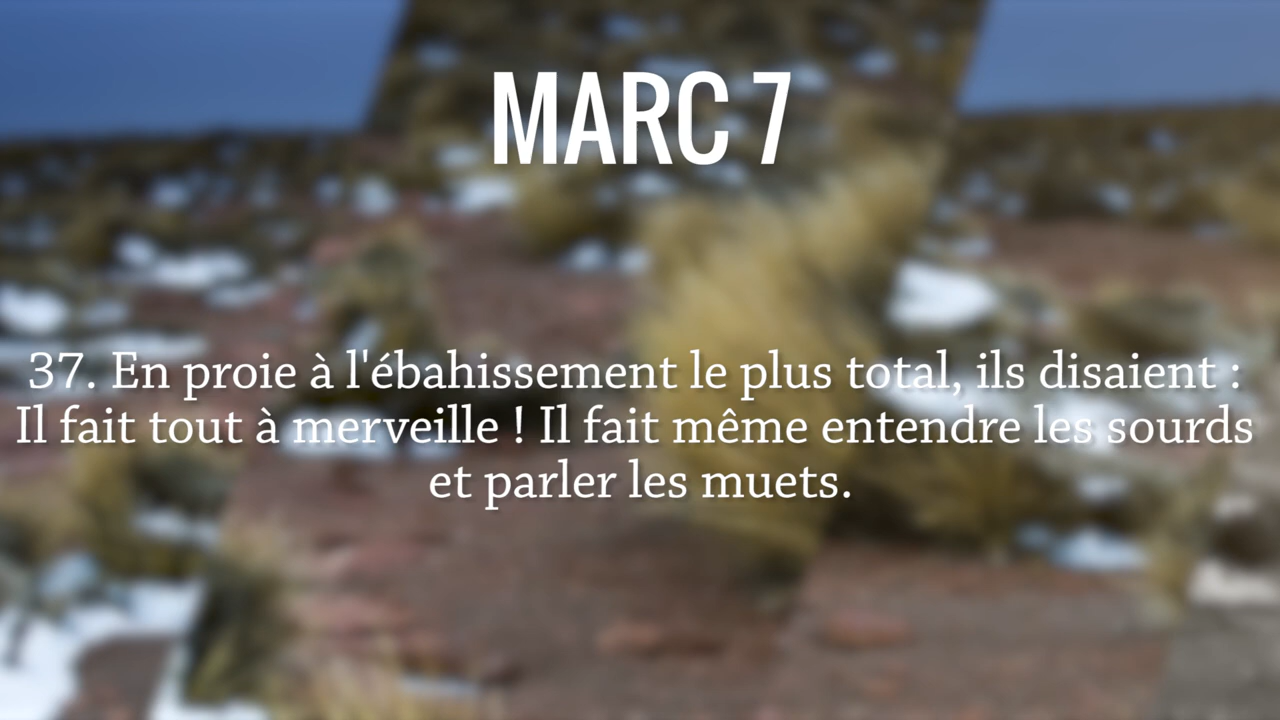 MARC 7
37. En proie à l'ébahissement le plus total, ils disaient :
Il fait tout à merveille ! Il fait même entendre les sourds
et parler les muets.